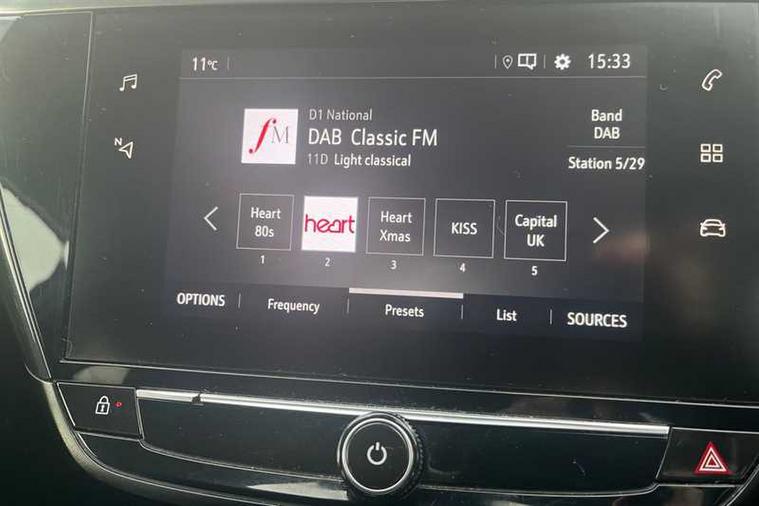 11°C
15:33
D1 National
DAB Classic FM
11D Light classical
Band
DAB
Station 5/29
fM
Heart
80s
heart
Heart
Xmas
KISS
Capital
UK
1
2
3
4
5
OPTIONS
Frequency
Presets
List
SOURCES
N